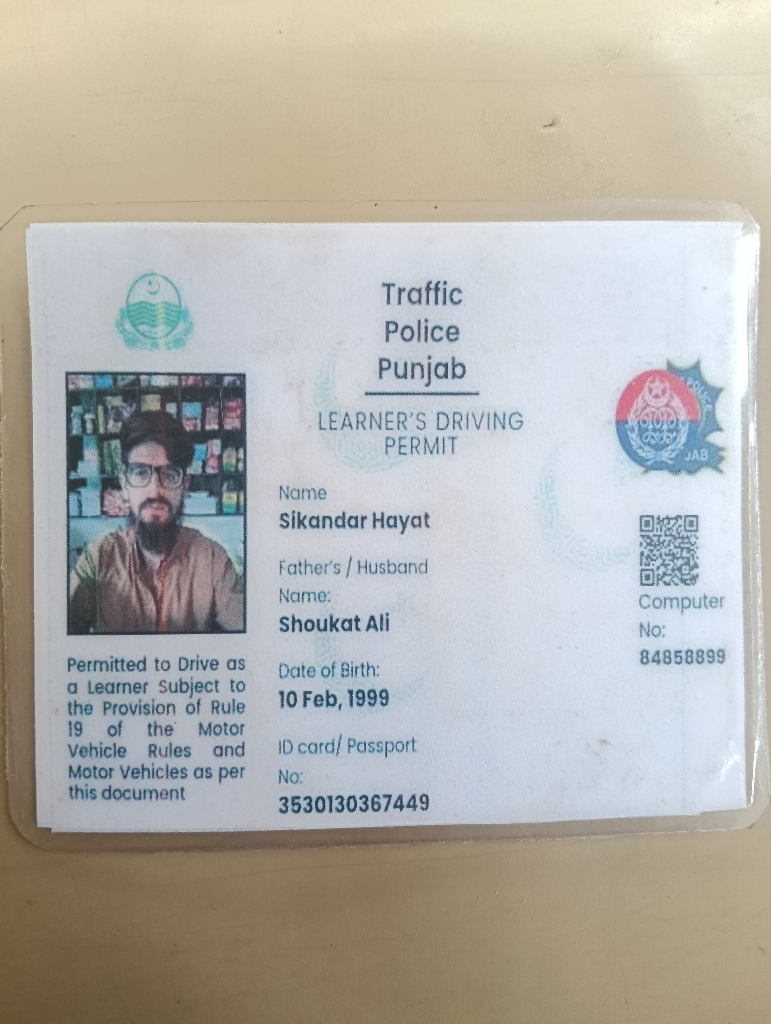 Traffic
Police
Punjab
LEARNER'S DRIVING
PERMIT
Name
Sikandar Hayat
Father's / Husband
Name:
Shoukat Ali
Date of Birth:
10 Feb, 1999
ID card/ Passport
No:
3530130367449
POLICE
JAB
Computer
No:
84858899
Permitted to Drive as
a Learner Subject to
the Provision of Rule
19 of the Motor
Vehicle Rules and
Motor Vehicles as per
this document